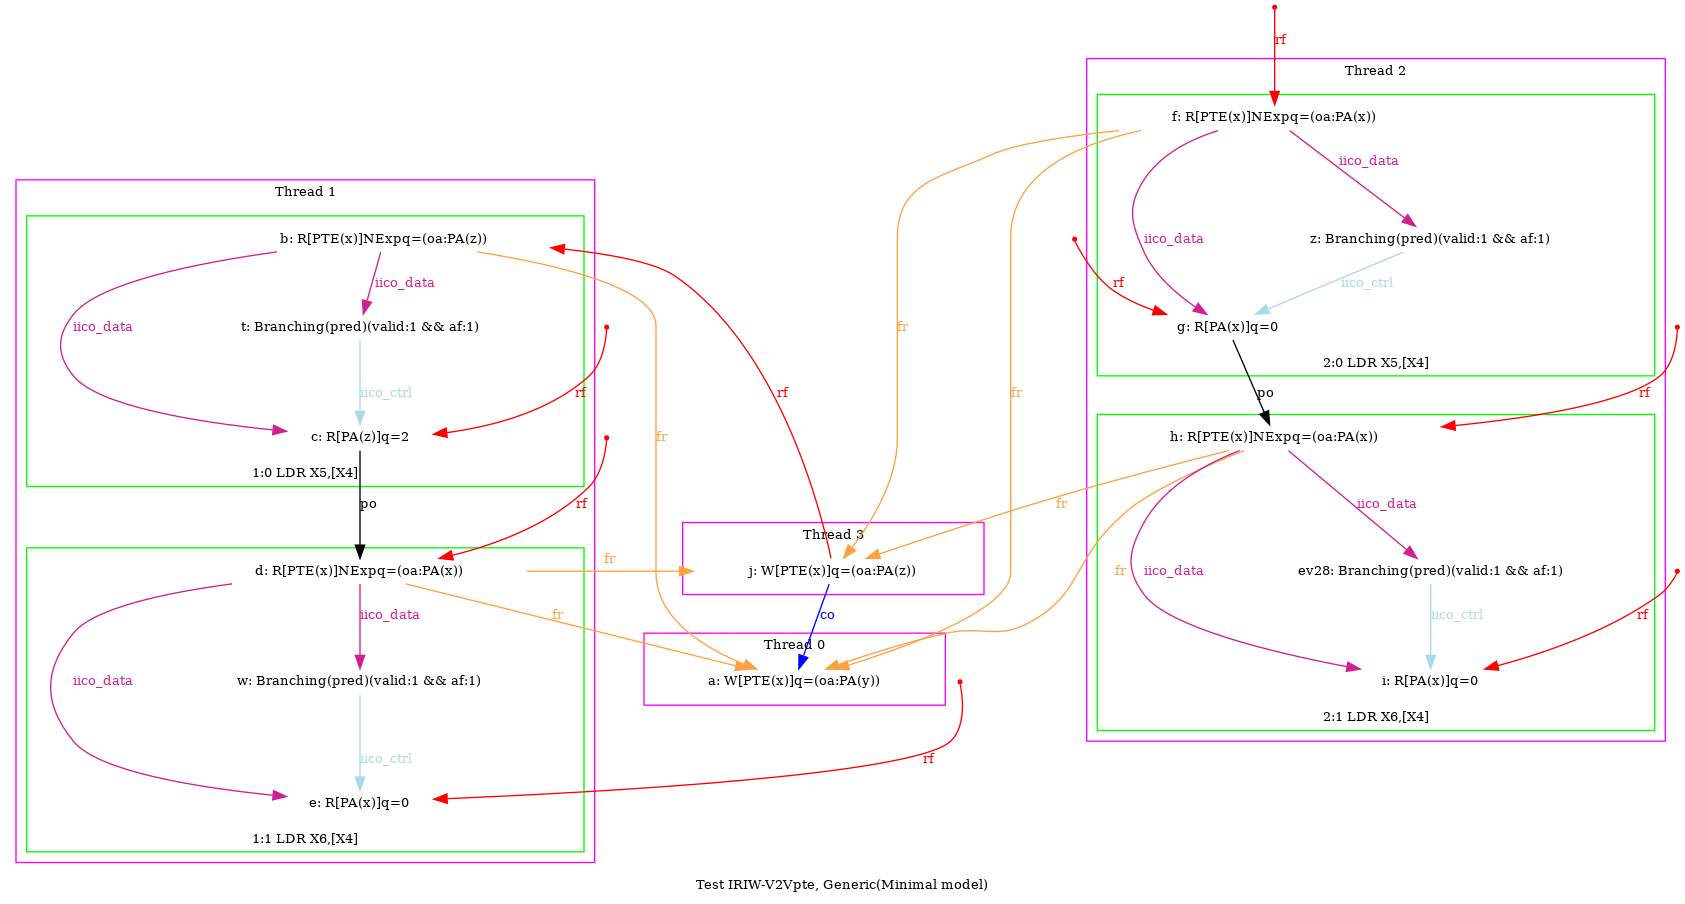 rf
Thread 2
f: R[PTE(x)]NExpq=(oa:PA(x))
iico_data
Thread 1
b: R[PTE(x)]NExpq=(oa:PA(z))
iico_data
z: Branching(pred)(valid:1 && af:1)
iico_data
rf
iico_ctrl
iico_data
t: Branching(pred)(valid:1 && af:1)
fr
g: R[PA(x)]q=0
2:0 LDR X5,[X4]
iico_ctrl
rf
rf
fr
po
rf
fr
c: R[PA(z)]q=2
h: R[PTE(x)]NExpq=(oa:PA(x))
1:0 LDR X5,[X4]
po
rf
fr
iico_data
Thread 3
fr
d: R[PTE(x)]NExpq=(oa:PA(x))
j: W[PTE(x)]q=(oa:PA(z))
fr
iico_data
ev28: Branching(pred)(valid:1 && af:1)
iico_data
fr
co
iico_ctrl
rf
Thread 0
iico_data
w: Branching(pred)(valid:1 && af:1)
a: W[PTE(x)]q=(oa:PA(y))
i: R[PA(x)]q=0
2:1 LDR X6,[X4]
iico_ctrl
rf
e: R[PA(x)]q=0
1:1 LDR X6,[X4]
Test IRIW-V2Vpte, Generic(Minimal model)